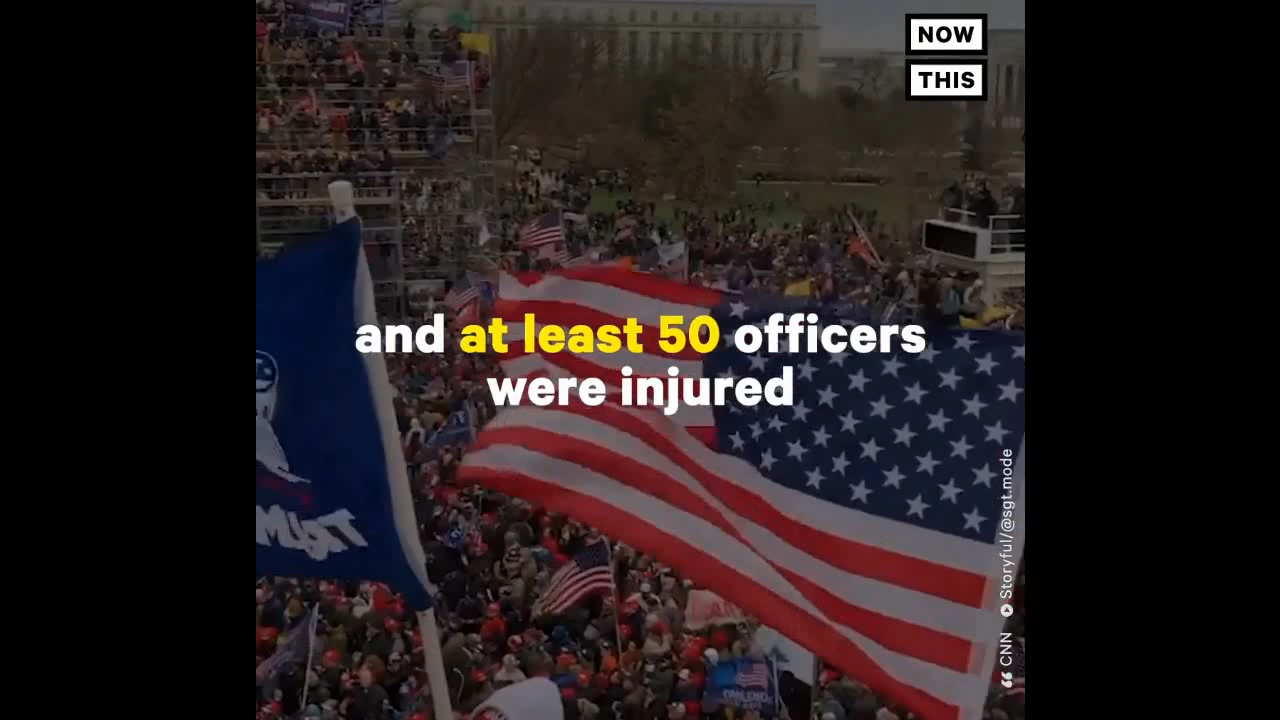 NOW
THIS
and at least 50 officers
were injured
❝ CNN ▶ Storyful/@sgt.mode